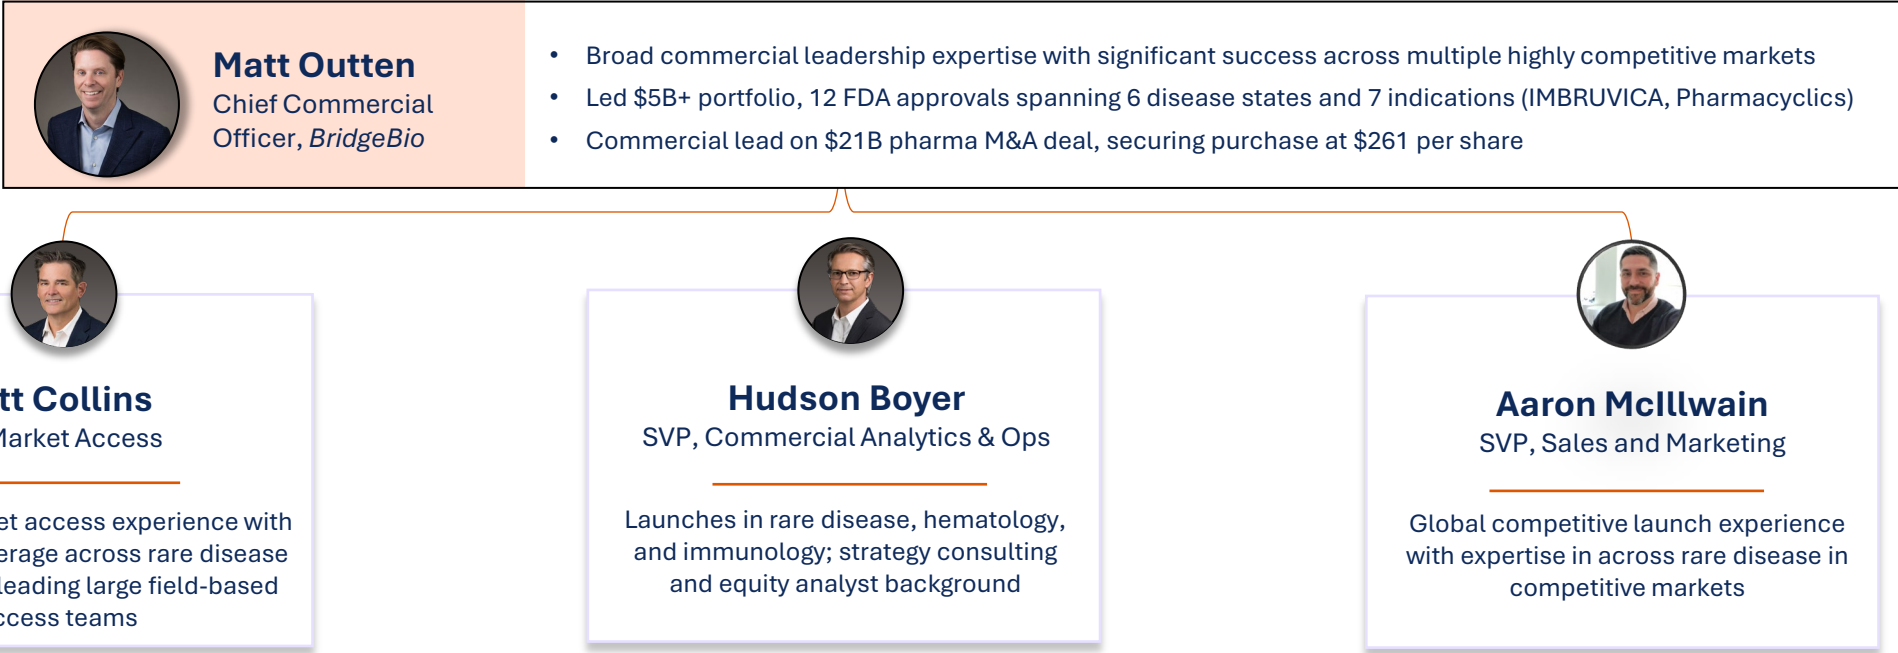 Matt Outten
Chief Commercial
Officer, BridgeBio
• Broad commercial leadership expertise with significant success across multiple highly competitive markets
• Led $5B+ portfolio, 12 FDA approvals spanning 6 disease states and 7 indications (IMBRUVICA, Pharmacyclics)
• Commercial lead on $21B pharma M&A deal, securing purchase at $261 per share
Collins
Market Access
access experience with
across rare disease
leading large field-based
teams
Hudson Boyer
SVP, Commercial Analytics & Ops
Launches in rare disease, hematology,
and immunology; strategy consulting
and equity analyst background
Aaron McIllwain
SVP, Sales and Marketing
Global competitive launch experience
with expertise in across rare disease in
competitive markets